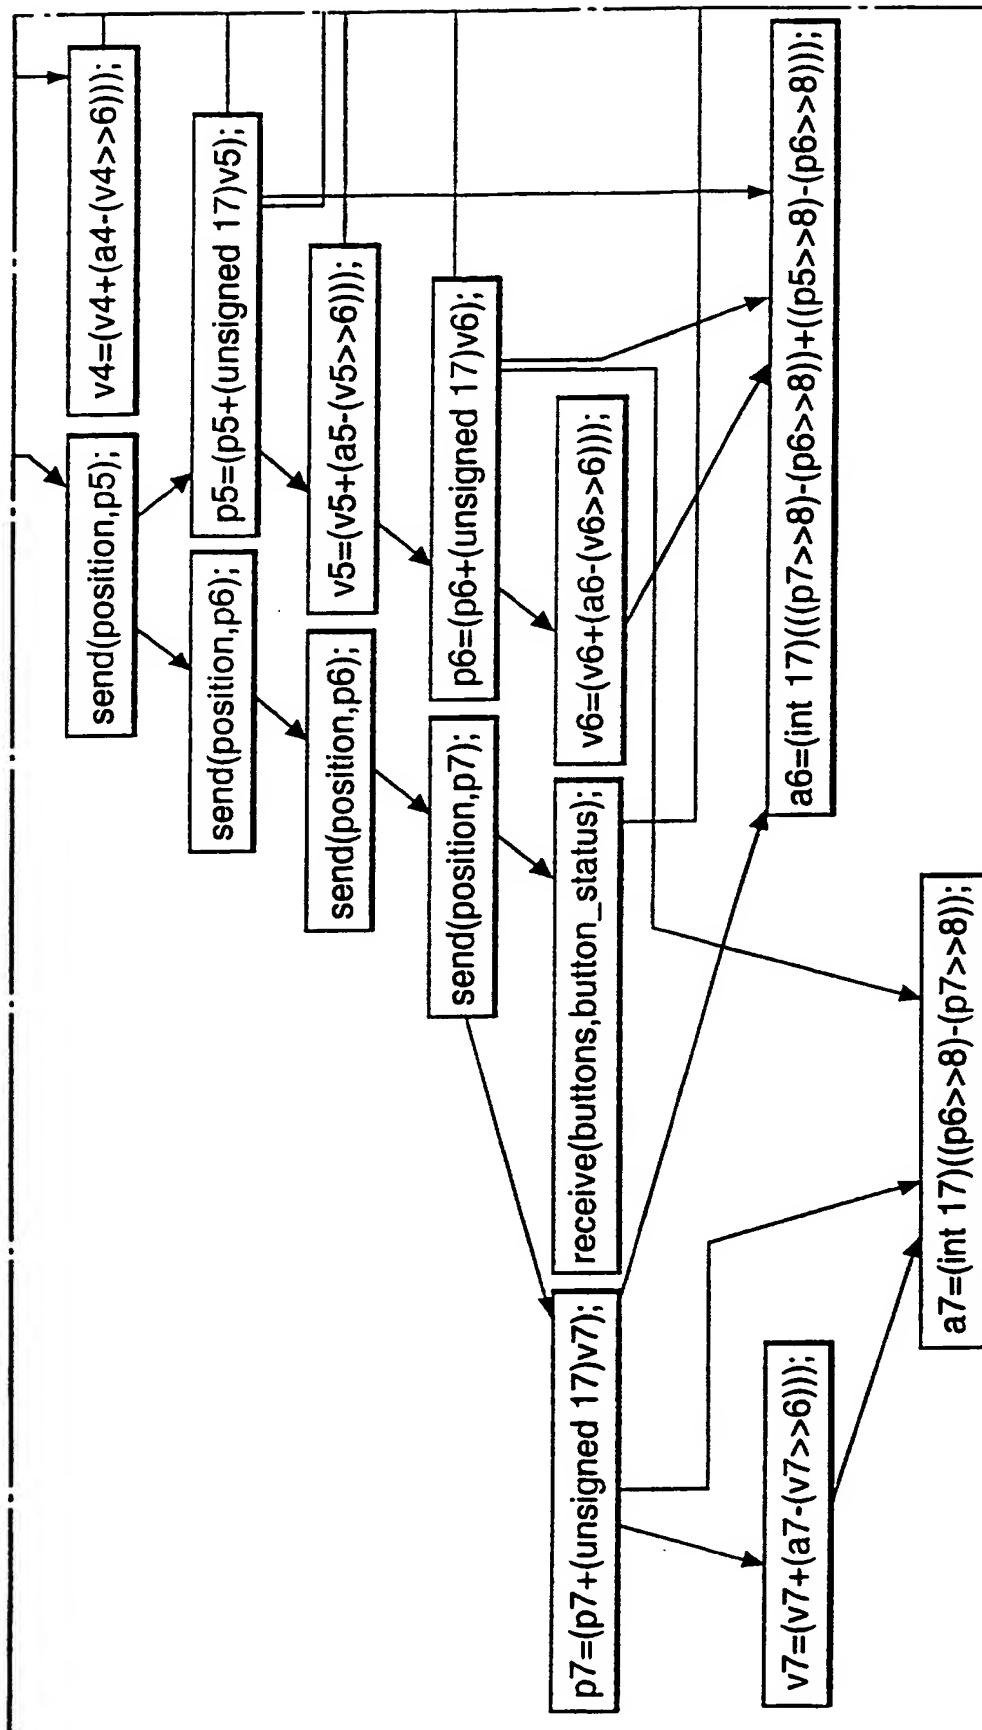 v4=(v4+(a4-(v4>>6)));
send(position,p5);
p5=(p5+(unsigned 17)v5);
send(position,p6);
v5=(v5+(a5-(v5>>6)));
send(position,p6);
p6=(p6+(unsigned 17)v6);
send(position,p7);
v6=(v6+(a6-(v6>>6)));
receive(buttons,button_status);
p7=(p7+(unsigned 17)v7);
a6=(int 17)(((p7>>8)-(p6>>8))+((p5>>8)-(p6>>8)));
v7=(v7+(a7-(v7>>6)));
a7=(int 17)((p6>>8)-(p7>>8));